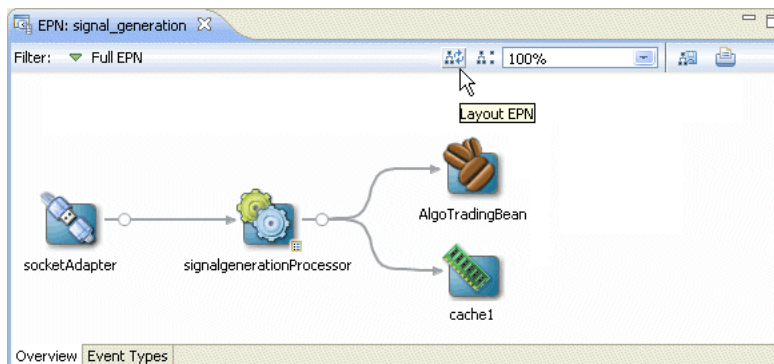 EPN: signal_generation
Filter: Full EPN 100%
Layout EPN
AlgoTradingBean
socketAdapter signalgenerationProcessor
cache1
Overview Event Types